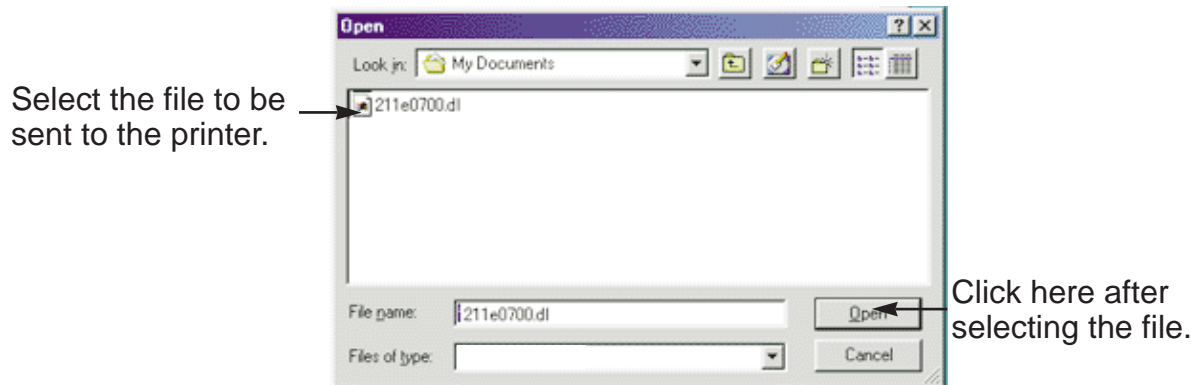 Open
Look in: My Documents
Select the file to be
sent to the printer.
211e0700.dl
File name: 211e0700.dl
Open
Files of type:
Cancel
Click here after
selecting the file.